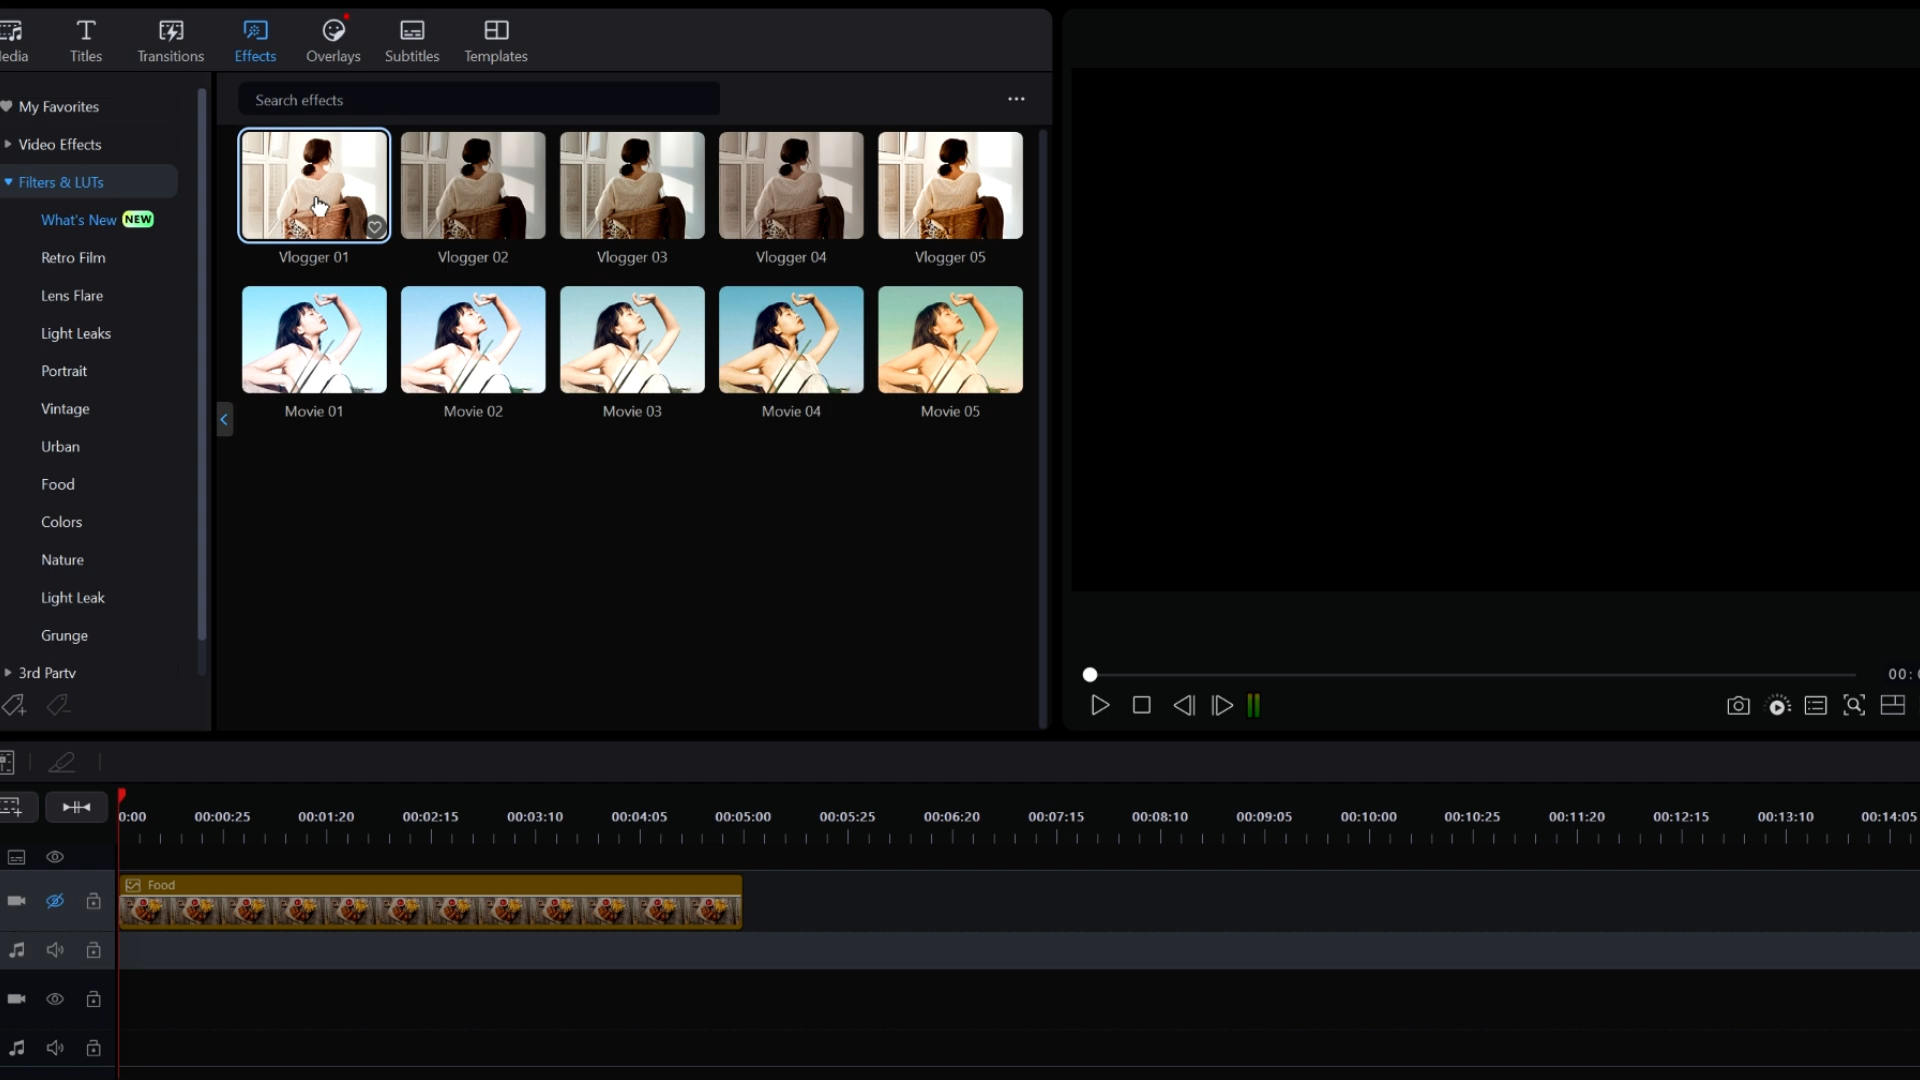 edia
Titles
Transitions
Effects
Overlays
Subtitles
Templates
My Favorites
Video Effects
Filters & LUTs
What's New NEW
Retro Film
Lens Flare
Light Leaks
Portrait
Vintage
Urban
Food
Colors
Nature
Light Leak
Grunge
3rd Party
Search effects
Vlogger 01
Vlogger 02
Vlogger 03
Vlogger 04
Vlogger 05
Movie 01
Movie 02
Movie 03
Movie 04
Movie 05
00:0
0:00 00:00:25 00:01:20 00:02:15 00:03:10 00:04:05 00:05:00 00:05:25 00:06:20 00:07:15 00:08:10 00:09:05 00:10:00 00:10:25 00:11:20 00:12:15 00:13:10 00:14:05
Food